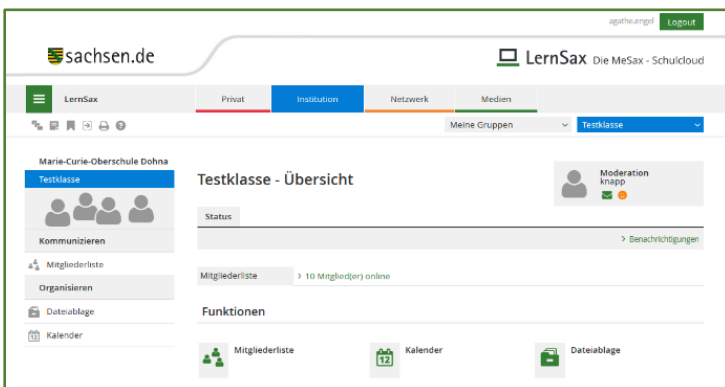 agathe.engel Logout
sachsen.de
LernSax Die MeSax - Schulcloud
LernSax Privat Institution Netzwerk Medien
Meine Gruppen Testklasse
Marie-Curie-Oberschule Dohna
Testklasse
Kommunizieren
Mitgliederliste
Organisieren
Dateiablage
12 Kalender
Testklasse - Übersicht
Moderation
knapp
Status
> Benachrichtigungen
Mitgliederliste > 10 Mitglied(er) online
Funktionen
Mitgliederliste 12 Kalender Dateiablage